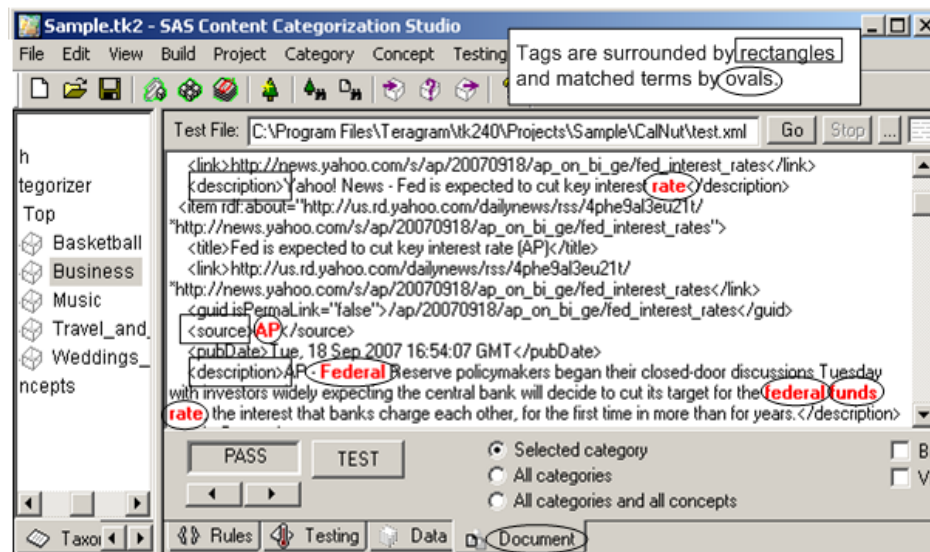 Sample.tk2 - SAS Content Categorization Studio
File Edit View Build Project Category Concept Testing
Tags are surrounded by rectangles
and matched terms by ovals.
Test File: C:\Program Files\Teragram\tk240\Projects\Sample\CalNut\test.xml Go Stop ...
h
tegorizer
Top
Basketball
Business
Music
Travel_and_
Weddings_
ncepts
<link>http://news.yahoo.com/s/ap/20070918/ap_on_bi_ge/fed_interest_rates</link>
<description>Yahoo! News - Fed is expected to cut key interest rate</description>
<item rdf:about="http://us.rd.yahoo.com/dailynews/rss/4phe9al3eu21t/
*http://news.yahoo.com/s/ap/20070918/ap_on_bi_ge/fed_interest_rates">
<title>Fed is expected to cut key interest rate (AP)</title>
<link>http://us.rd.yahoo.com/dailynews/rss/4phe9al3eu21t/
*http://news.yahoo.com/s/ap/20070918/ap_on_bi_ge/fed_interest_rates</link>
<guid isPermaLink="false">/ap/20070918/ap_on_bi_ge/fed_interest_rates</guid>
<source>AP</source>
<pubDate>Tue, 18 Sep 2007 16:54:07 GMT</pubDate>
<description>AP - Federal Reserve policymakers began their closed-door discussions Tuesday
with investors widely expecting the central bank will decide to cut its target for the federal funds
rate, the interest that banks charge each other, for the first time in more than for years.</description>
PASS TEST
Selected category
All categories
All categories and all concepts
B
V
Taxo Rules Testing Data Document